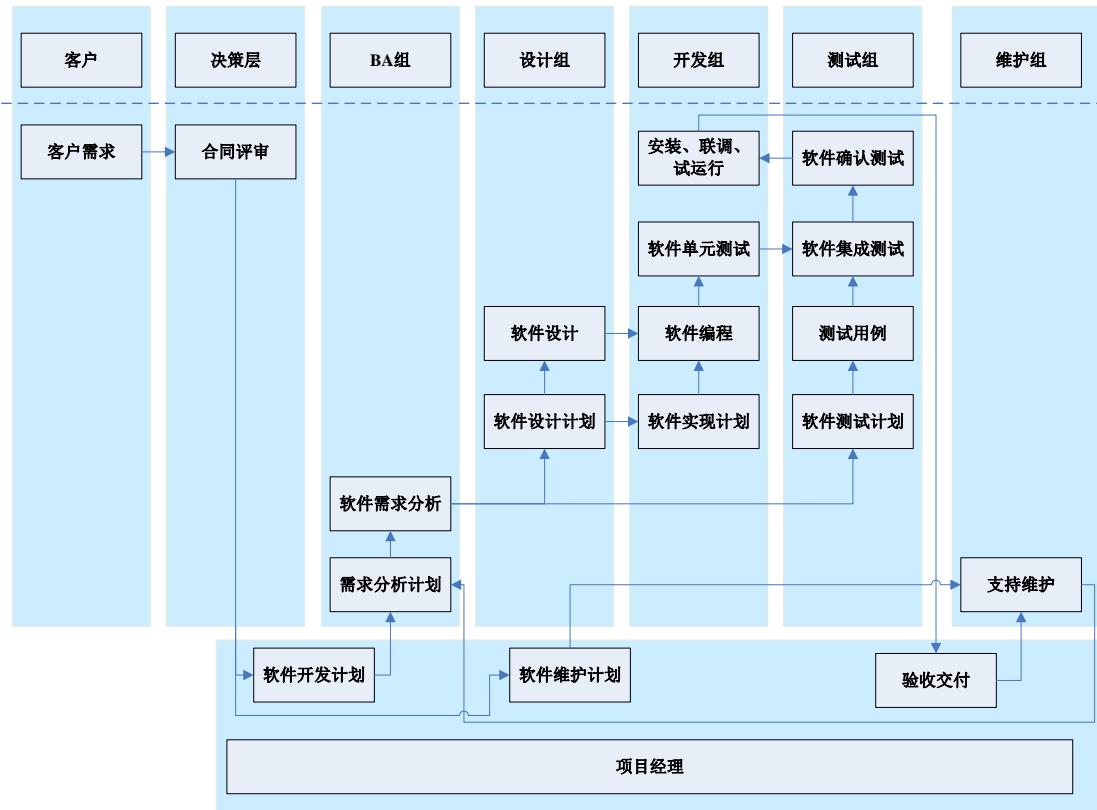 客户
决策层
BA组
设计组
开发组
测试组
维护组
客户需求
合同评审
安装、联调、
试运行
软件确认测试
软件单元测试
软件集成测试
软件设计
软件编程
测试用例
软件设计计划
软件实现计划
软件测试计划
软件需求分析
需求分析计划
支持维护
软件开发计划
软件维护计划
验收交付
项目经理